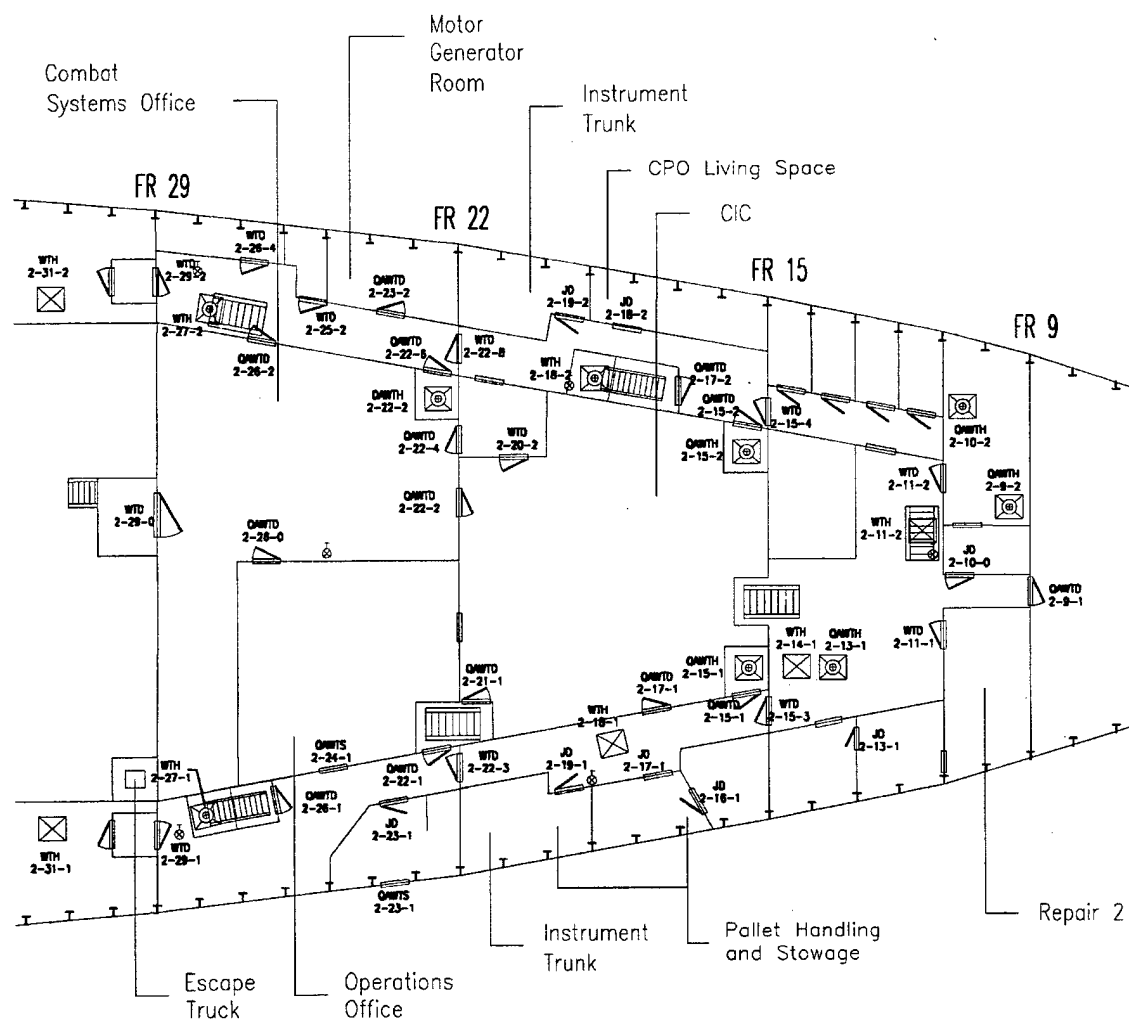 Motor
Generator
Room
Combat
Systems Office
Instrument
Trunk
CPO Living Space
CIC
FR 29
FR 22
FR 15
FR 9
WTH
2-31-2
WTD
2-29-2
WTD
2-26-4
WTH
2-27-2
QAWTD
2-26-2
WTD
2-25-2
QAWTD
2-23-2
QAWTD
2-22-6
WTD
2-22-8
QAWTH
2-22-2
QAWTD
2-22-4
WTD
2-20-2
QAWTD
2-22-2
JD
2-19-2
JD
2-18-2
WTH
2-18-2
QAWTD
2-17-2
QAWTD
2-15-2
WTD
2-15-4
QAWTH
2-15-2
QAWTH
2-10-2
WTD
2-11-2
QAWTH
2-9-2
WTH
2-11-2
JD
2-10-0
QAWTD
2-9-1
WTD
2-29-0
QAWTD
2-28-0
WTD
2-11-1
WTH
2-14-1
QAWTH
2-13-1
QAWTH
2-15-1
QAWTD
2-21-1
QAWTD
2-17-1
WTH
2-18-1
QAWTD
2-15-1
WTD
2-15-3
JD
2-13-1
QAWTS
2-24-1
QAWTD
2-22-1
WTD
2-22-3
JD
2-19-1
JD
2-17-1
JD
2-16-1
WTH
2-27-1
QAWTD
2-26-1
JD
2-23-1
WTH
2-31-1
WTD
2-29-1
QAWTS
2-23-1
Repair 2
Pallet Handling
and Stowage
Instrument
Trunk
Escape
Truck
Operations
Office